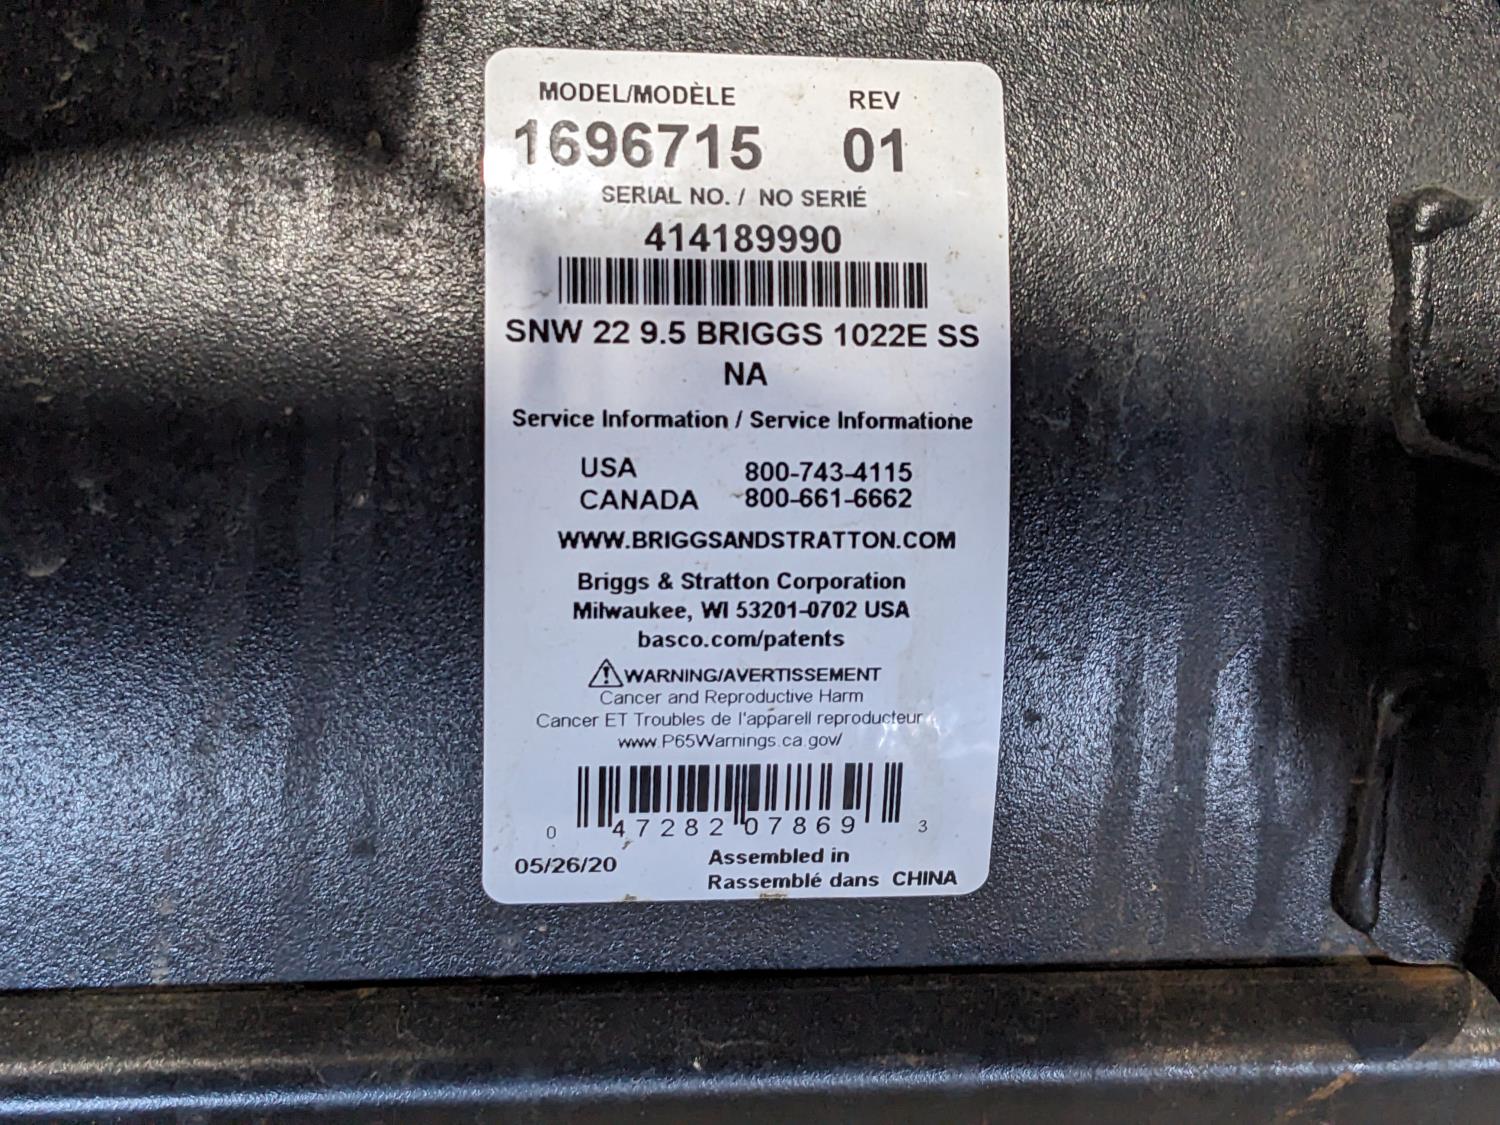 MODEL/MODÈLE REV
1696715 01
SERIAL NO. / NO SERIÉ
414189990
SNW 22 9.5 BRIGGS 1022E SS
NA
Service Information / Service Informatione
USA 800-743-4115
CANADA 800-661-6662
WWW.BRIGGSANDSTRATTON.COM
Briggs & Stratton Corporation
Milwaukee, WI 53201-0702 USA
basco.com/patents
WARNING/AVERTISSEMENT
Cancer and Reproductive Harm
Cancer ET Troubles de l'appareil reproducteur
www.P65Warnings.ca.gov/
0 47282 07869 3
05/26/20 Assembled in
Rassemblé dans CHINA